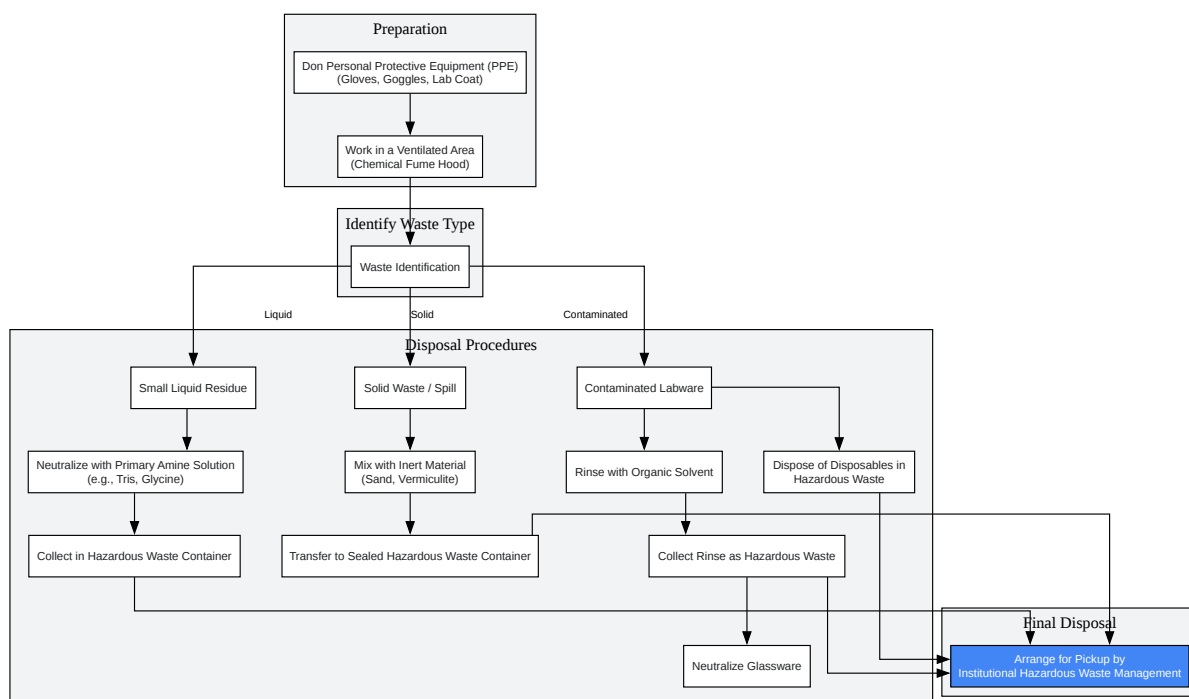 Preparation
Don Personal Protective Equipment (PPE)
(Gloves, Goggles, Lab Coat)
Work in a Ventilated Area
(Chemical Fume Hood)
Identify Waste Type
Waste Identification
Liquid
Solid
Contaminated
Disposal Procedures
Small Liquid Residue
Solid Waste / Spill
Contaminated Labware
Neutralize with Primary Amine Solution
(e.g., Tris, Glycine)
Mix with Inert Material
(Sand, Vermiculite)
Rinse with Organic Solvent
Dispose of Disposables in
Hazardous Waste
Collect in Hazardous Waste Container
Transfer to Sealed Hazardous Waste Container
Collect Rinse as Hazardous Waste
Final Disposal
Neutralize Glassware
Arrange for Pickup by
Institutional Hazardous Waste Management